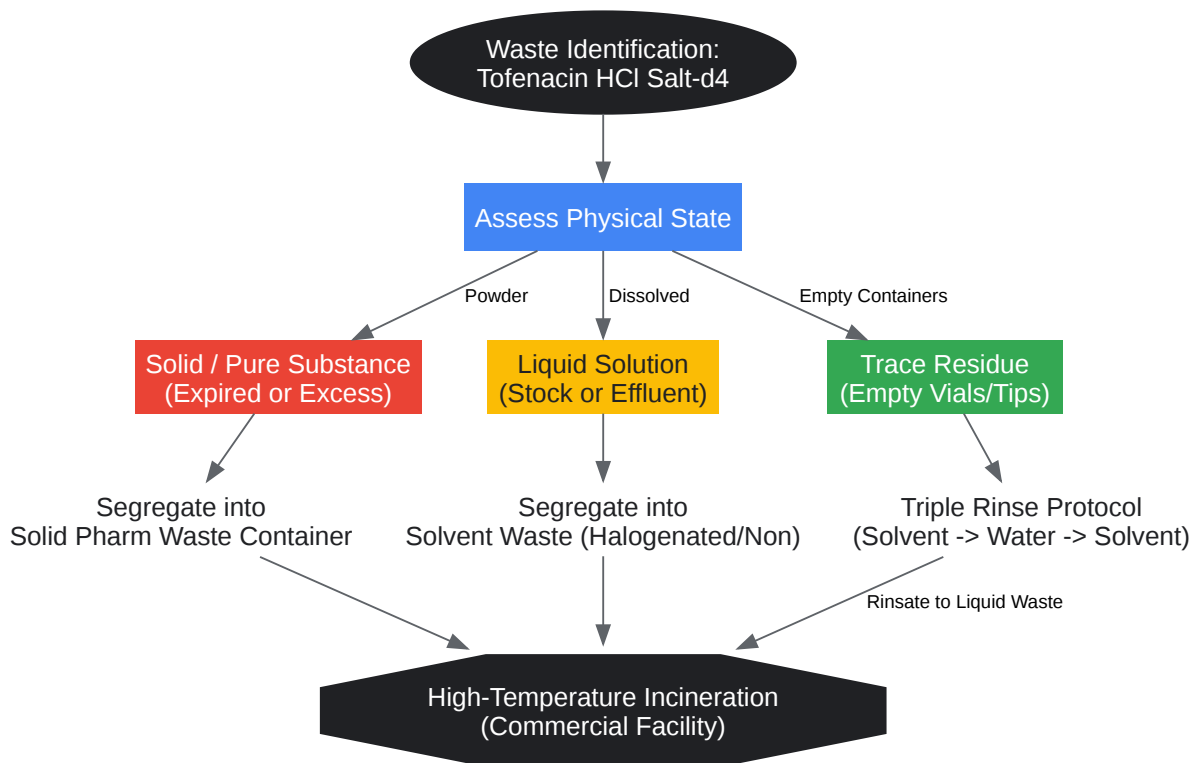 Waste Identification:
Tofenacin HCl Salt-d4
Assess Physical State
Powder
Dissolved
Empty Containers
Solid / Pure Substance
(Expired or Excess)
Liquid Solution
(Stock or Effluent)
Trace Residue
(Empty Vials/Tips)
Segregate into
Solid Pharm Waste Container
Segregate into
Solvent Waste (Halogenated/Non)
Triple Rinse Protocol
(Solvent -> Water -> Solvent)
Rinsate to Liquid Waste
High-Temperature Incineration
(Commercial Facility)